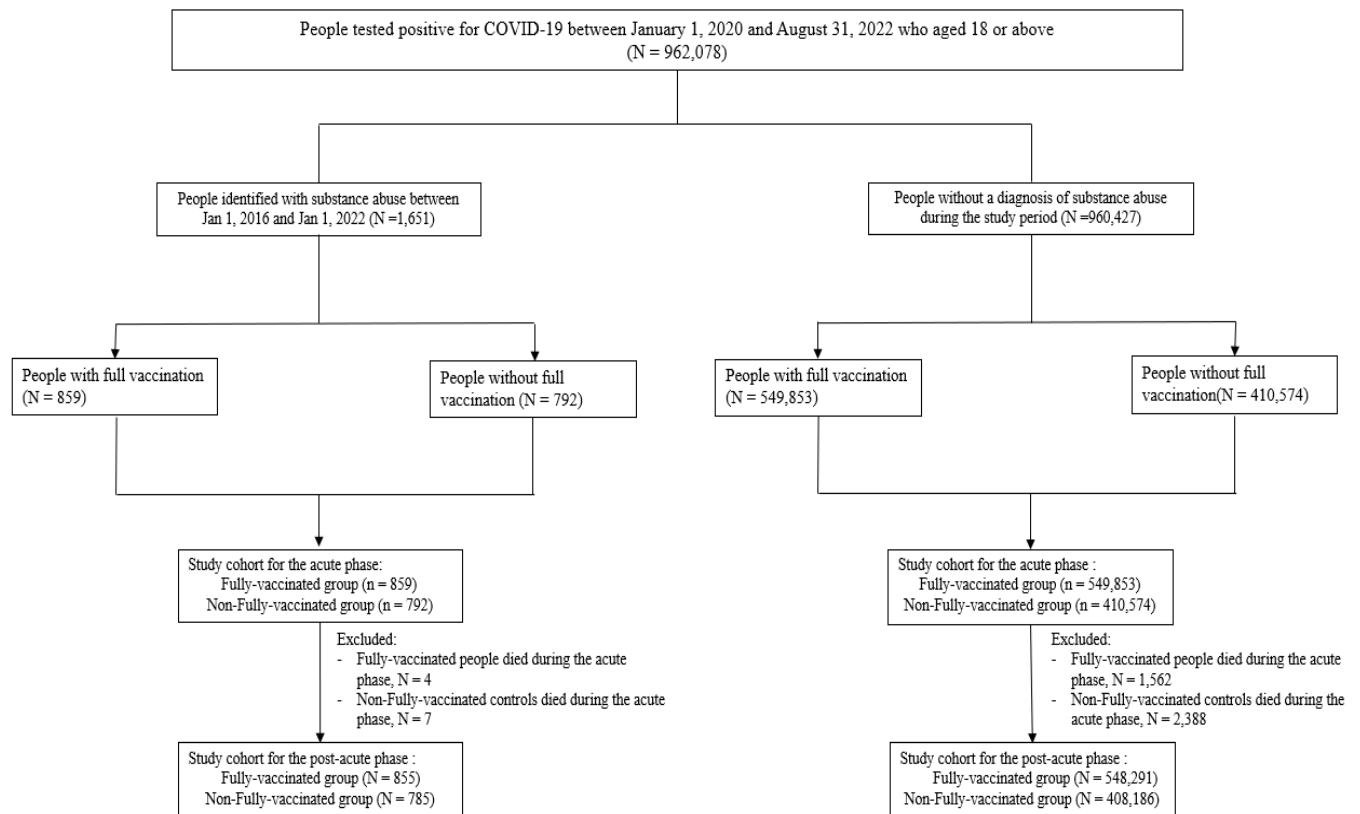 People tested positive for COVID-19 between January 1, 2020 and August 31, 2022 who aged 18 or above
(N = 962,078)
People identified with substance abuse between
Jan 1, 2016 and Jan 1, 2022 (N =1,651)
People without a diagnosis of substance abuse
during the study period (N =960,427)
People with full vaccination
(N = 859)
People without full
vaccination (N = 792)
People with full vaccination
(N = 549,853)
People without full
vaccination(N = 410,574)
Study cohort for the acute phase:
Fully-vaccinated group (n = 859)
Non-Fully-vaccinated group (n = 792)
Study cohort for the acute phase :
Fully-vaccinated group (n = 549,853)
Non-Fully-vaccinated group (n = 410,574)
Excluded:
- Fully-vaccinated people died during the acute
phase, N = 4
- Non-Fully-vaccinated controls died during the acute
phase, N = 7
Excluded:
- Fully-vaccinated people died during the
acute phase, N = 1,562
- Non-Fully-vaccinated controls died during the
acute phase, N = 2,388
Study cohort for the post-acute phase :
Fully-vaccinated group (N = 855)
Non-Fully-vaccinated group (N = 785)
Study cohort for the post-acute phase :
Fully-vaccinated group (N = 548,291)
Non-Fully-vaccinated group (N = 408,186)